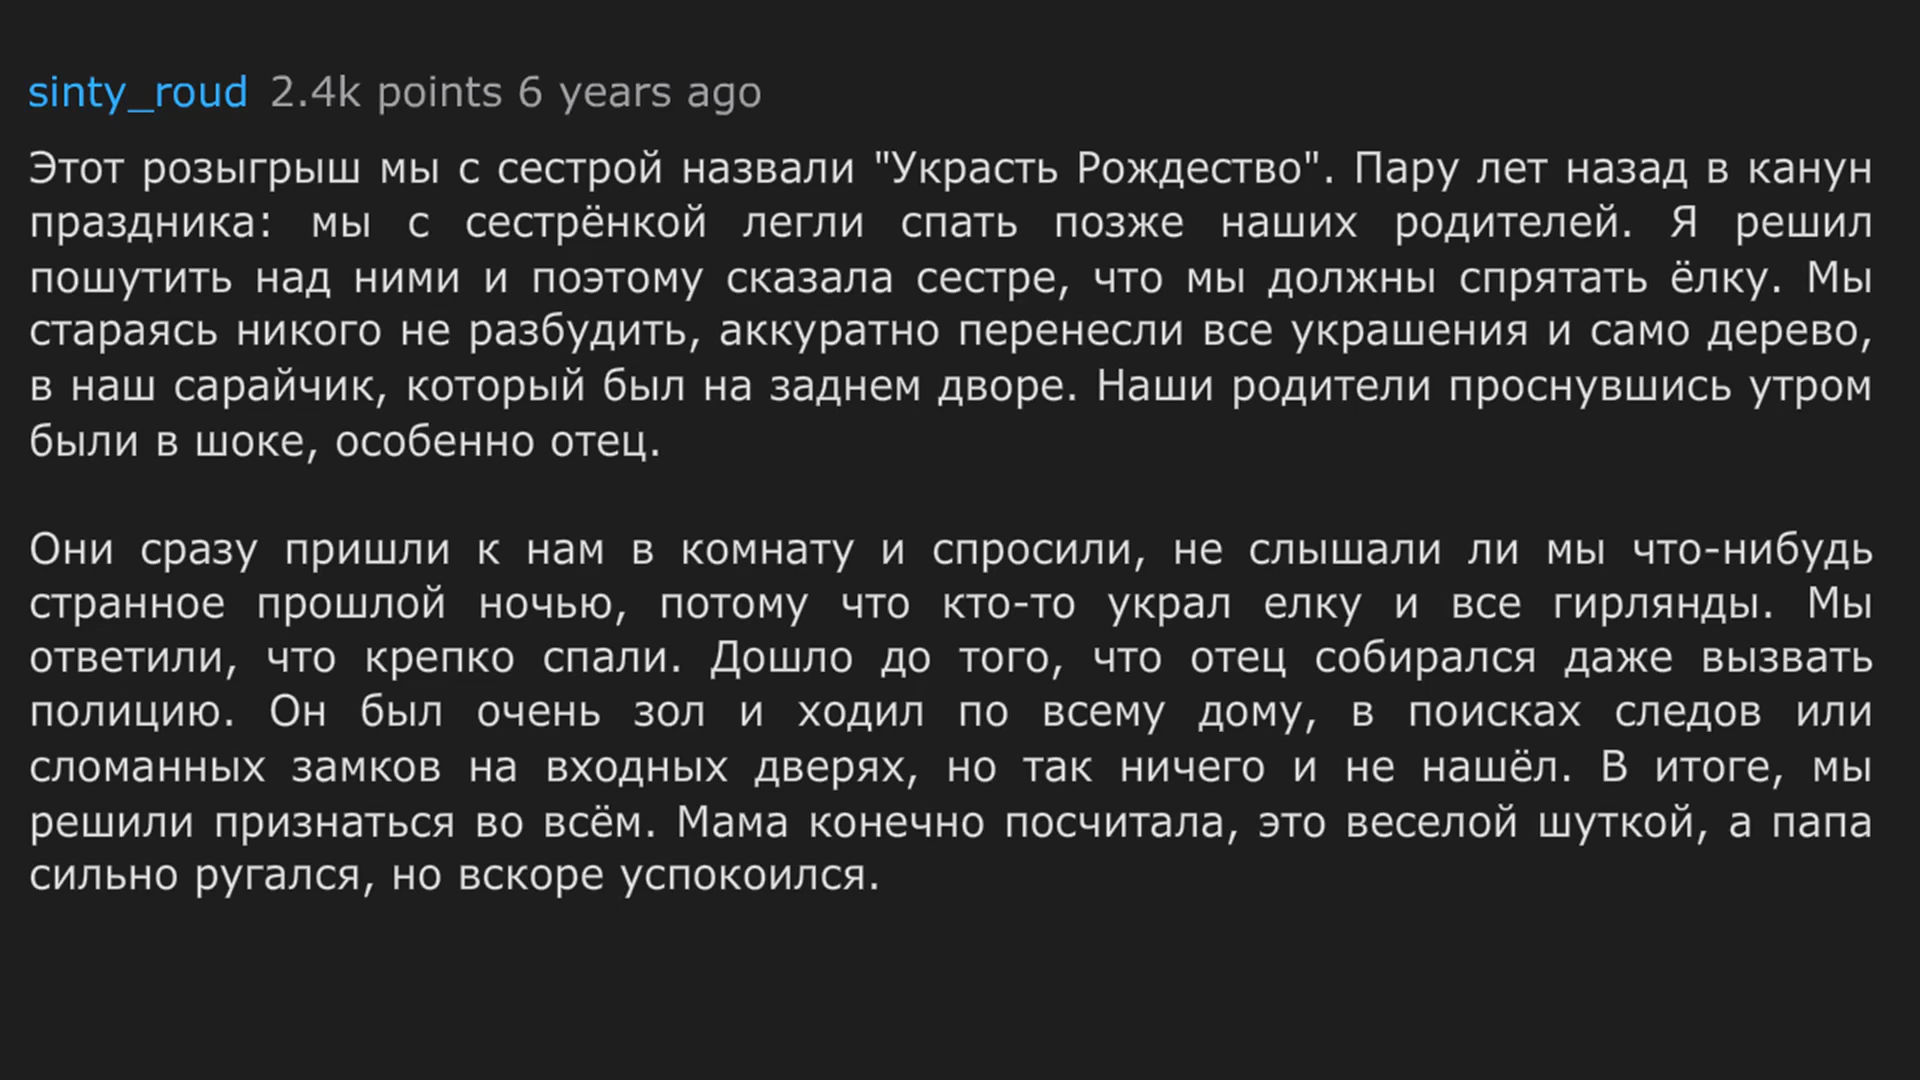 sinty_roud 2.4k points 6 years ago
Этот розыгрыш мы с сестрой назвали "Украсть Рождество". Пару лет назад в канун
праздника: мы с сестрёнкой легли спать позже наших родителей. Я решил
пошутить над ними и поэтому сказала сестре, что мы должны спрятать ёлку. Мы
стараясь никого не разбудить, аккуратно перенесли все украшения и само дерево,
в наш сарайчик, который был на заднем дворе. Наши родители проснувшись утром
были в шоке, особенно отец.
Они сразу пришли к нам в комнату и спросили, не слышали ли мы что-нибудь
странное прошлой ночью, потому что кто-то украл елку и все гирлянды. Мы
ответили, что крепко спали. Дошло до того, что отец собирался даже вызвать
полицию. Он был очень зол и ходил по всему дому, в поисках следов или
сломанных замков на входных дверях, но так ничего и не нашёл. В итоге, мы
решили признаться во всём. Мама конечно посчитала, это веселой шуткой, а папа
сильно ругался, но вскоре успокоился.